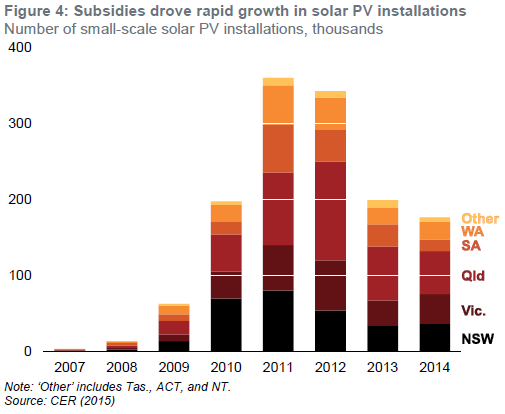 Figure 4: Subsidies drove rapid growth in solar PV installations
Number of small-scale solar PV installations, thousands
400
300
200
100
0
Other
WA
SA
Qld
Vic.
NSW
2007 2008 2009 2010 2011 2012 2013 2014
Note: 'Other' includes Tas., ACT, and NT.
Source: CER (2015)